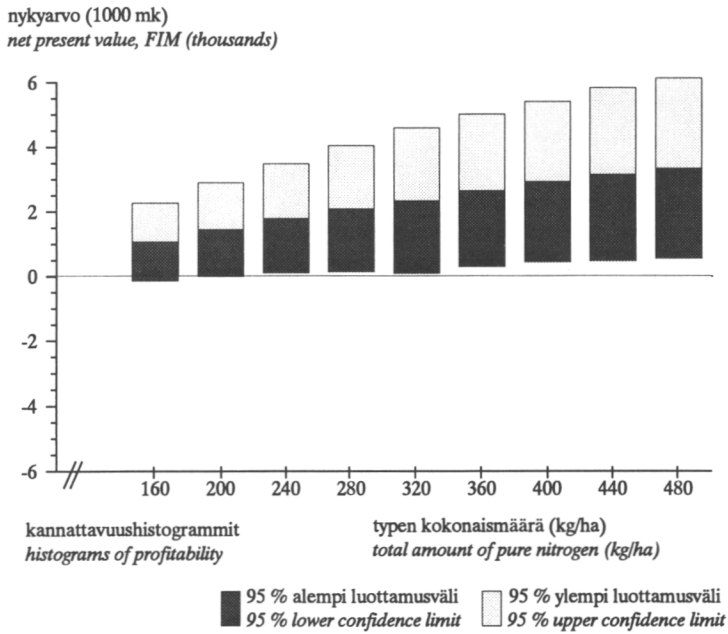 nykyarvo (1000 mk)
net present value, FIM (thousands)
6
4
2
0
-2
-4
-6
160 200 240 280 320 360 400 440 480
kannattavuushistogrammit
histograms of profitability
typen kokonaismäärä (kg/ha)
total amount of pure nitrogen (kg/ha)
95 % alempi luottamusväli
95 % lower confidence limit
95 % ylempi luottamusväli
95 % upper confidence limit